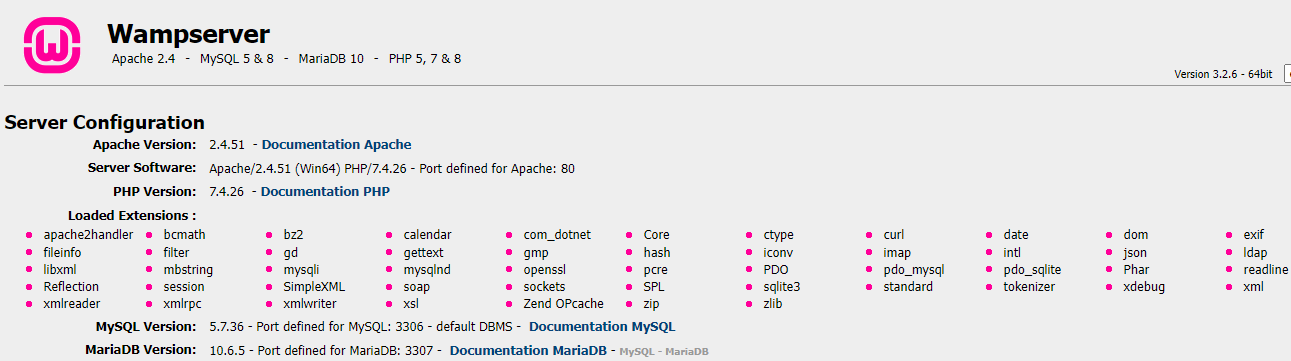 Wampserver
Apache 2.4 - MySQL 5 & 8 - MariaDB 10 - PHP 5, 7 & 8
Version 3.2.6 - 64bit
Server Configuration
Apache Version: 2.4.51 - Documentation Apache
Server Software: Apache/2.4.51 (Win64) PHP/7.4.26 - Port defined for Apache: 80
PHP Version: 7.4.26 - Documentation PHP
Loaded Extensions :
apache2handler bcmath bz2 calendar com_dotnet Core ctype curl date dom exif
fileinfo filter gd gettext gmp hash iconv imap intl json ldap
libxml mbstring mysqli mysqlnd openssl pcre PDO pdo_mysql pdo_sqlite Phar readline
Reflection session SimpleXML soap sockets SPL sqlite3 standard tokenizer xdebug xml
xmlreader xmlrpc xmlwriter xsl Zend OPcache zip zlib
MySQL Version: 5.7.36 - Port defined for MySQL: 3306 - default DBMS - Documentation MySQL
MariaDB Version: 10.6.5 - Port defined for MariaDB: 3307 - Documentation MariaDB - MySQL - MariaDB